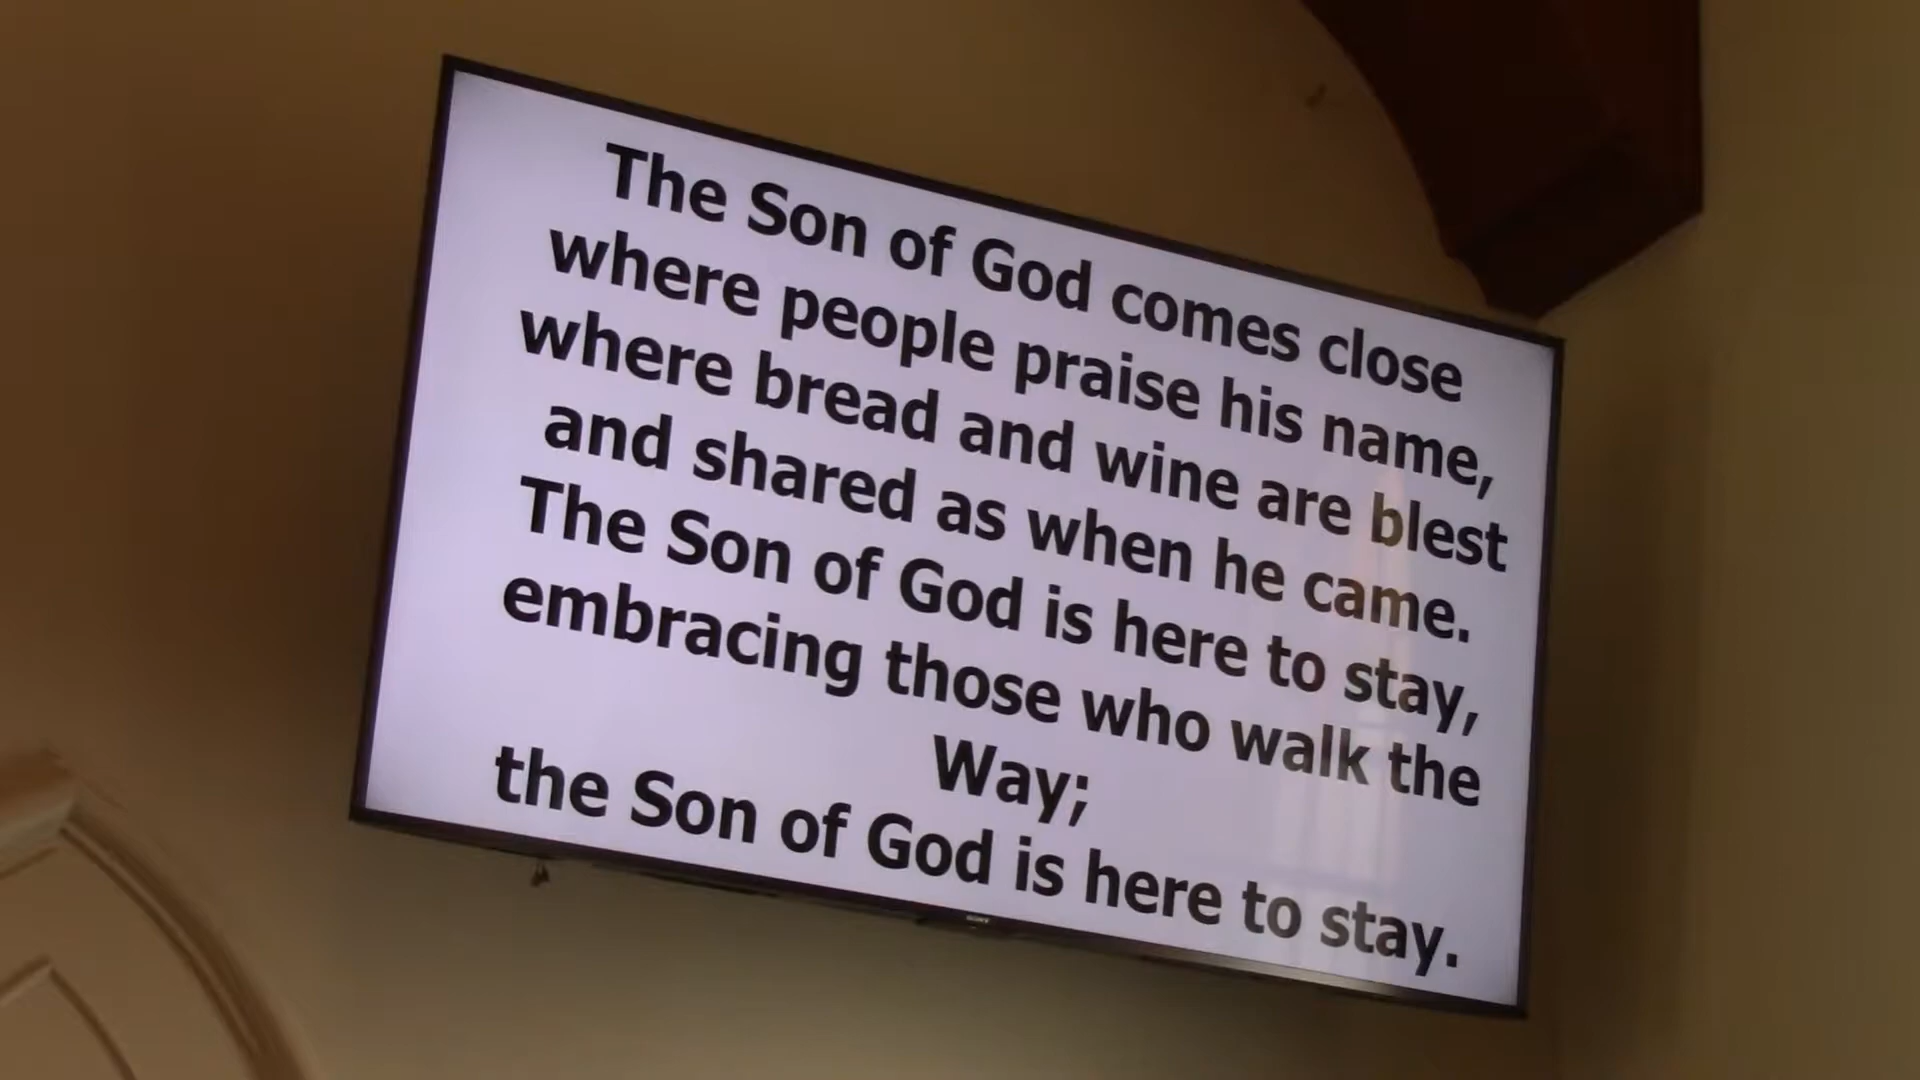 The Son of God comes close
where people praise his name,
where bread and wine are blest
and shared as when he came.
The Son of God is here to stay,
embracing those who walk the
Way;
the Son of God is here to stay.
SONY